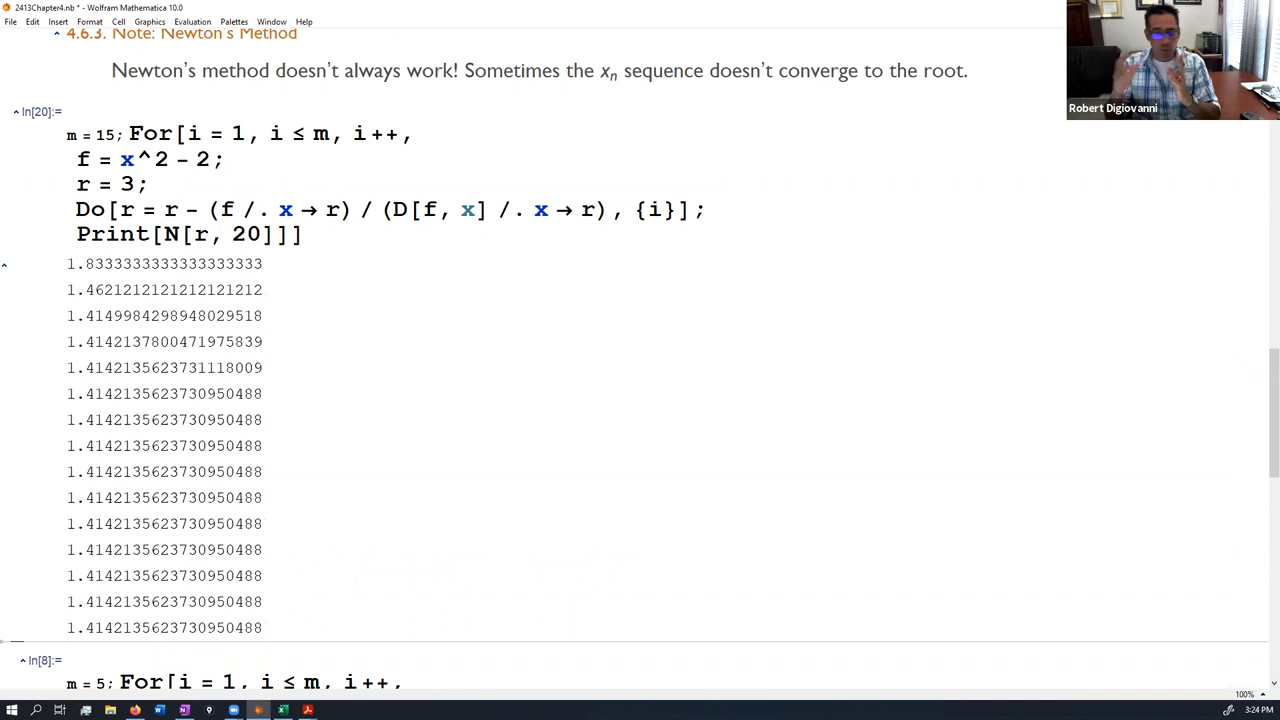 2413Chapter4.nb * - Wolfram Mathematica 10.0
File Edit Insert Format Cell Graphics Evaluation Palettes Window Help
4.6.3. Note: Newton's Method
Newton's method doesn't always work! Sometimes the xn sequence doesn't converge to the root.
Robert Digiovanni
In[20]:=
m = 15; For[i = 1, i ≤ m, i++,
f = x^2 - 2;
r = 3;
Do[r = r - (f /. x → r) / (D[f, x] /. x → r), {i}];
Print[N[r, 20]]]
1.8333333333333333333
1.4621212121212121212
1.4149984298948029518
1.4142137800471975839
1.4142135623731118009
1.4142135623730950488
1.4142135623730950488
1.4142135623730950488
1.4142135623730950488
1.4142135623730950488
1.4142135623730950488
1.4142135623730950488
1.4142135623730950488
1.4142135623730950488
1.4142135623730950488
In[8]:=
m = 5; For[i = 1, i ≤ m, i++,
100%
3:24 PM